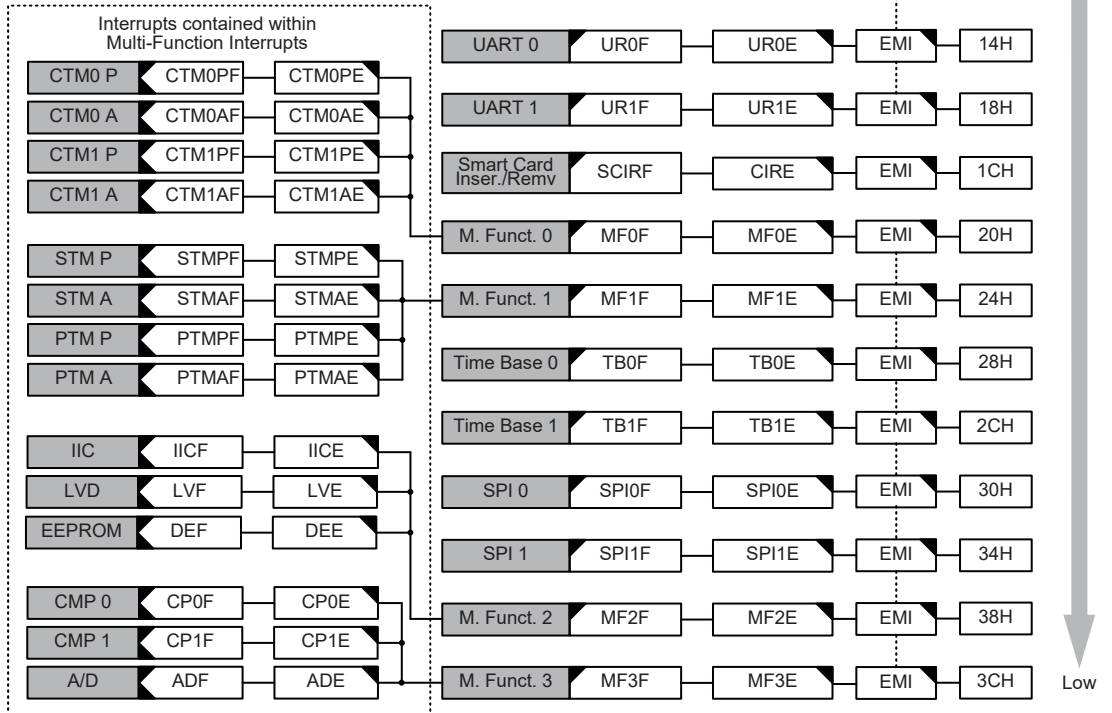 Interrupts contained within
Multi-Function Interrupts
CTM0 P CTM0PF CTM0PE
CTM0 A CTM0AF CTM0AE
CTM1 P CTM1PF CTM1PE
CTM1 A CTM1AF CTM1AE
STM P STMPF STMPE
STM A STMAF STMAE
PTM P PTMPF PTMPE
PTM A PTMAF PTMAE
IIC IICF IICE
LVD LVF LVE
EEPROM DEF DEE
CMP 0 CP0F CP0E
CMP 1 CP1F CP1E
A/D ADF ADE
UART 0 UR0F UR0E EMI 14H
UART 1 UR1F UR1E EMI 18H
Smart Card
Inser./Remv SCIRF CIRE EMI 1CH
M. Funct. 0 MF0F MF0E EMI 20H
M. Funct. 1 MF1F MF1E EMI 24H
Time Base 0 TB0F TB0E EMI 28H
Time Base 1 TB1F TB1E EMI 2CH
SPI 0 SPI0F SPI0E EMI 30H
SPI 1 SPI1F SPI1E EMI 34H
M. Funct. 2 MF2F MF2E EMI 38H
M. Funct. 3 MF3F MF3E EMI 3CH
Low